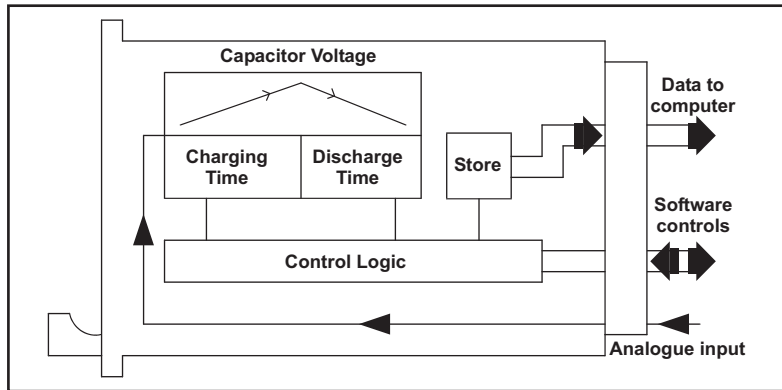 Capacitor Voltage
Charging
Time
Discharge
Time
Store
Control Logic
Data to
computer
Software
controls
Analogue input